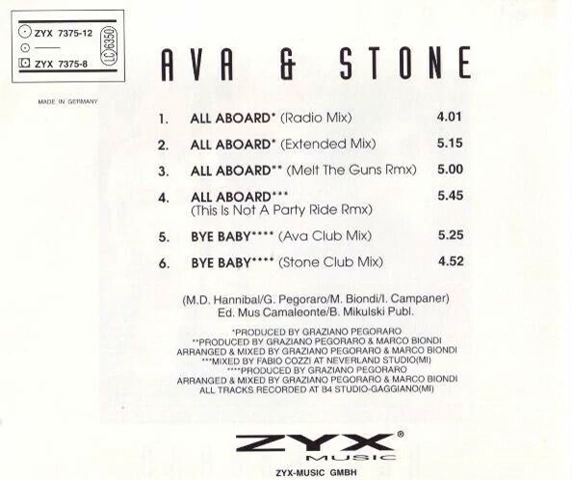 ZYX 7375-12
LC 6350
ZYX 7375-8
MADE IN GERMANY
AVA & STONE
1. ALL ABOARD* (Radio Mix) 4.01
2. ALL ABOARD* (Extended Mix) 5.15
3. ALL ABOARD** (Melt The Guns Rmx) 5.00
4. ALL ABOARD*** 5.45
(This Is Not A Party Ride Rmx)
5. BYE BABY**** (Ava Club Mix) 5.25
6. BYE BABY**** (Stone Club Mix) 4.52
(M.D. Hannibal/G. Pegoraro/M. Biondi/I. Campaner)
Ed. Mus Camaleonte/B. Mikulski Publ.
*PRODUCED BY GRAZIANO PEGORARO
**PRODUCED BY GRAZIANO PEGORARO & MARCO BIONDI
ARRANGED & MIXED BY GRAZIANO PEGORARO & MARCO BIONDI
***MIXED BY FABIO COZZI AT NEVERLAND STUDIO(MI)
****PRODUCED BY GRAZIANO PEGORARO
ARRANGED & MIXED BY GRAZIANO PEGORARO & MARCO BIONDI
ALL TRACKS RECORDED AT B4 STUDIO-GAGGIANO(MI)
ZYX®
MUSIC
ZYX-MUSIC GMBH